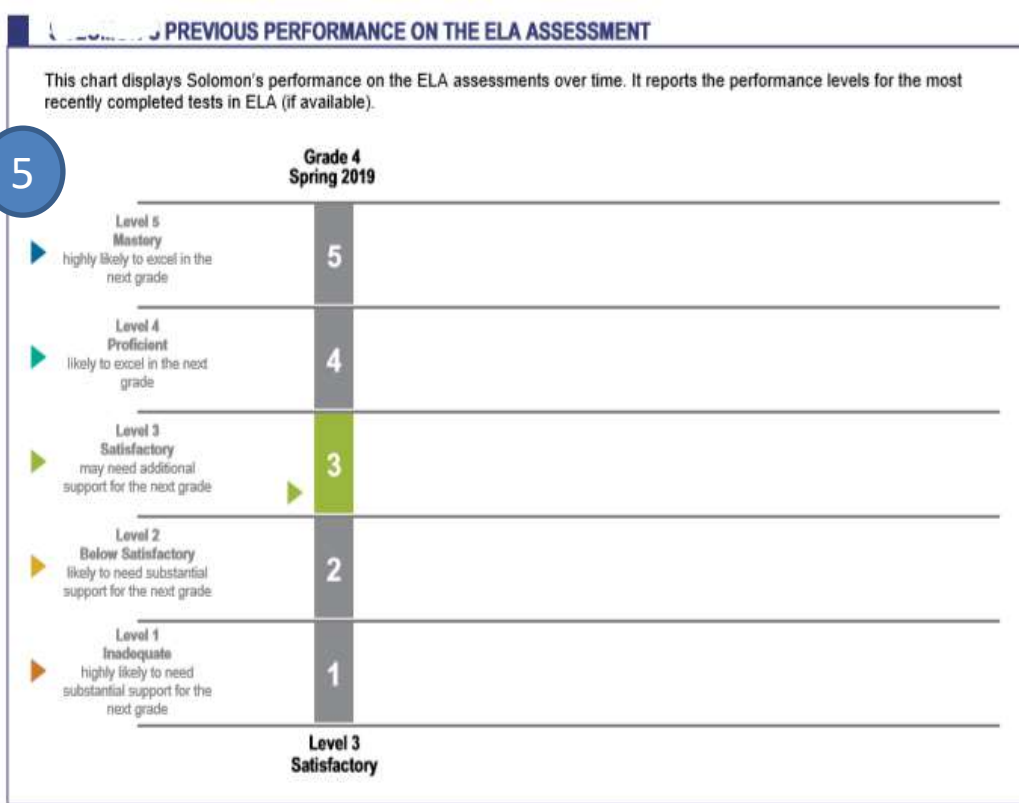 PREVIOUS PERFORMANCE ON THE ELA ASSESSMENT
This chart displays Solomon's performance on the ELA assessments over time. It reports the performance levels for the most
recently completed tests in ELA (if available).
5
Grade 4
Spring 2019
Level 5
Mastery
highly likely to excel in the
next grade
5
Level 4
Proficient
likely to excel in the next
grade
4
Level 3
Satisfactory
may need additional
support for the next grade
3
Level 2
Below Satisfactory
likely to need substantial
support for the next grade
2
Level 1
Inadequate
highly likely to need
substantial support for the
next grade
1
Level 3
Satisfactory